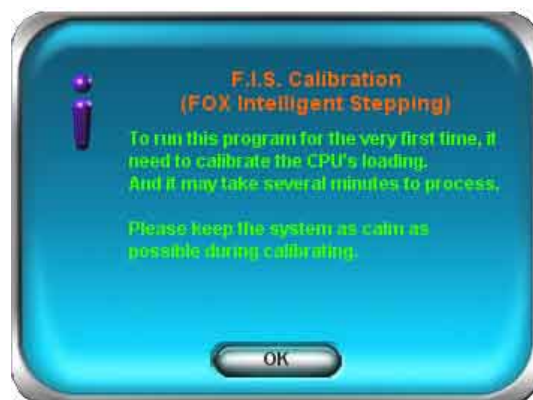 F.I.S. Calibration
(FOX Intelligent Stepping)
To run this program for the very first time, it
need to calibrate the CPU's loading.
And it may take several minutes to process.
Please keep the system as calm as
possible during calibrating.
OK